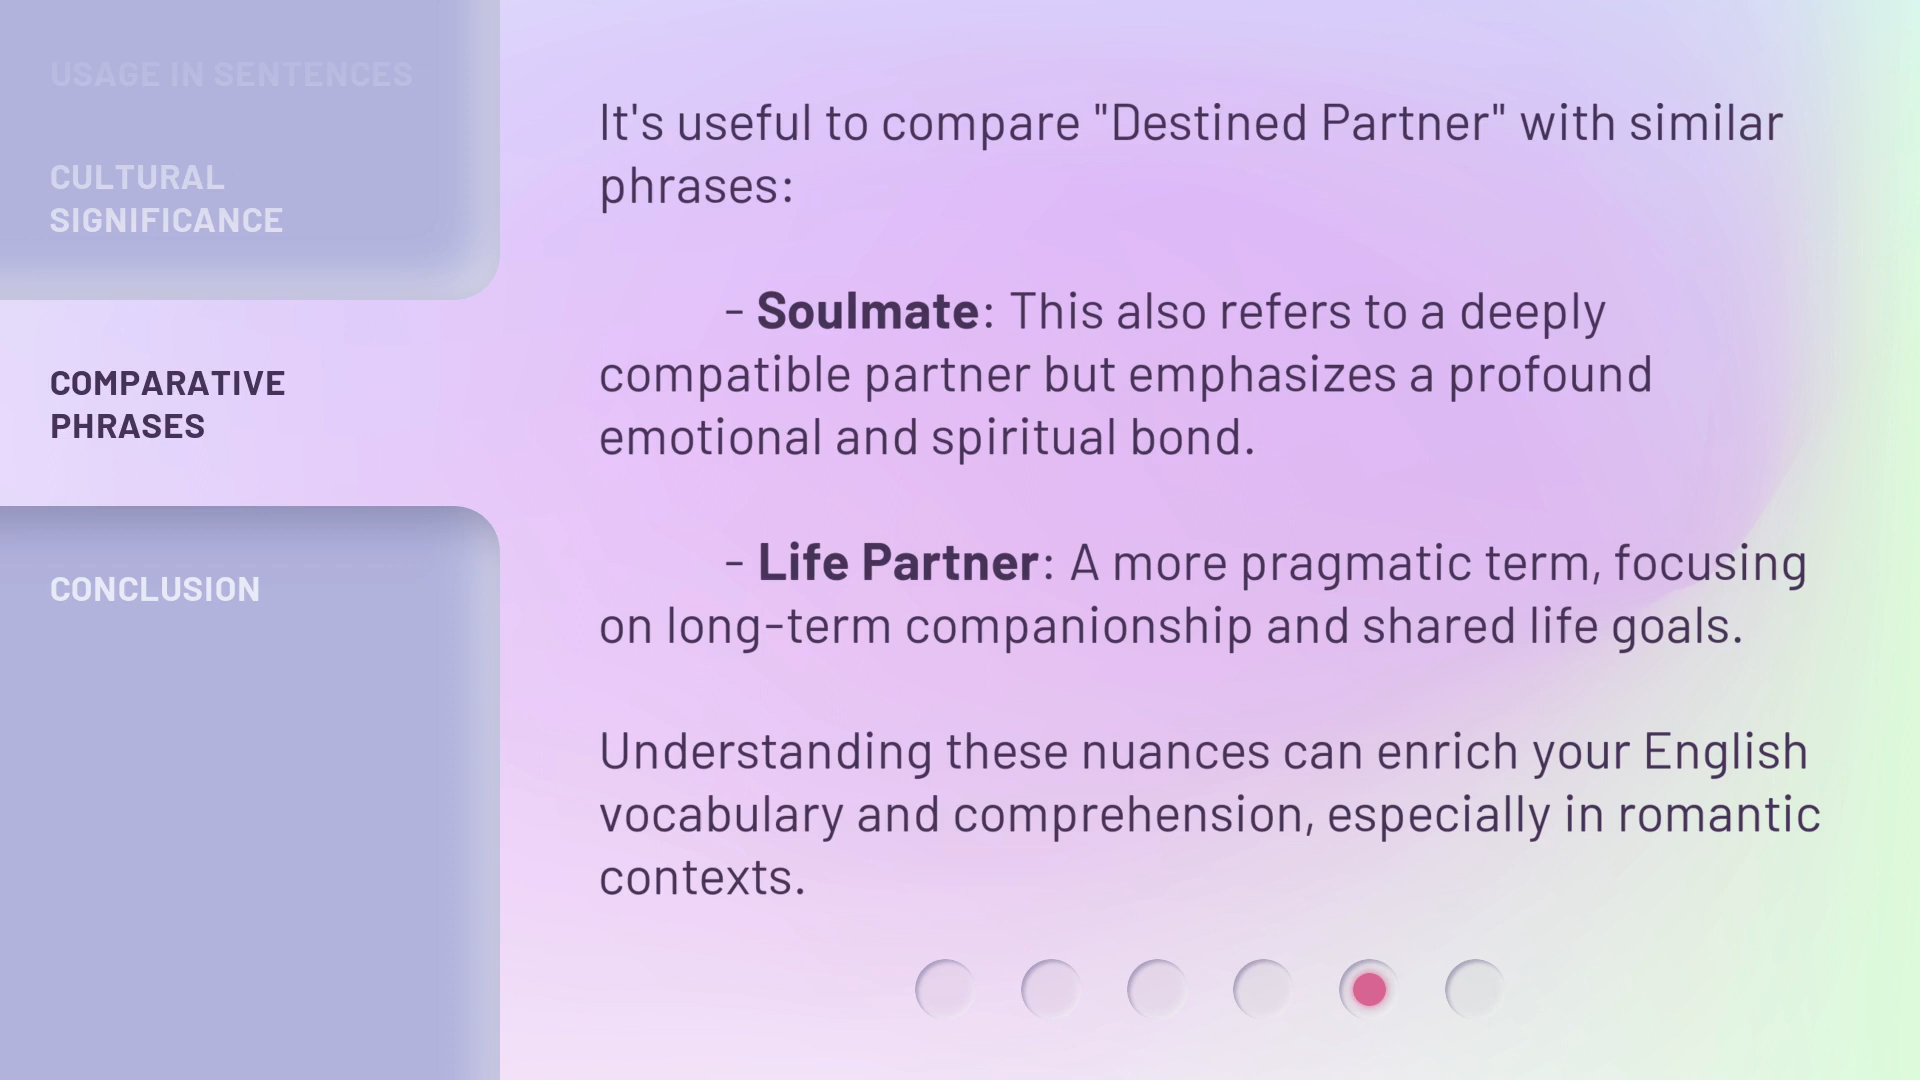 USAGE IN SENTENCES
CULTURAL
SIGNIFICANCE
COMPARATIVE
PHRASES
CONCLUSION
It's useful to compare "Destined Partner" with similar
phrases:
- Soulmate: This also refers to a deeply
compatible partner but emphasizes a profound
emotional and spiritual bond.
- Life Partner: A more pragmatic term, focusing
on long-term companionship and shared life goals.
Understanding these nuances can enrich your English
vocabulary and comprehension, especially in romantic
contexts.